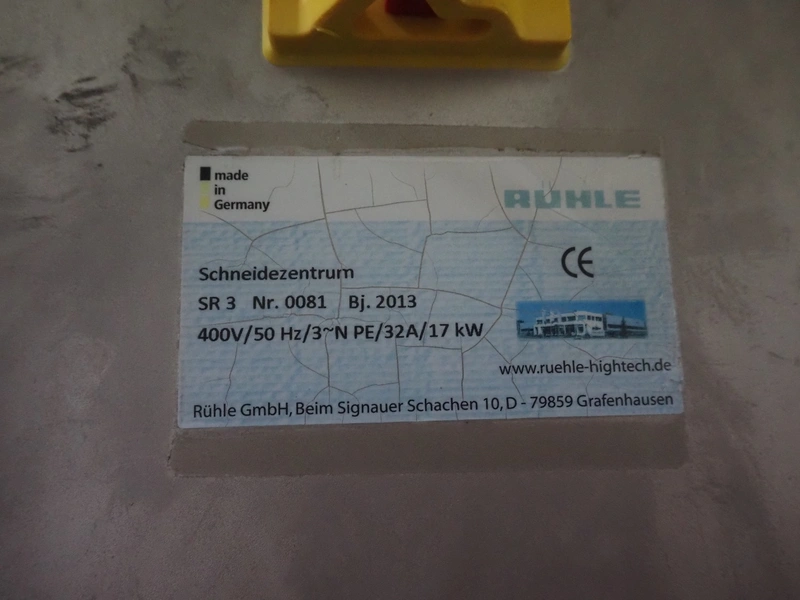 made
in
Germany
RÜHLE
CE
Schneidezentrum
SR 3 Nr. 0081 Bj. 2013
400V/50 Hz/3~N PE/32A/17 kW
www.ruehle-hightech.de
Rühle GmbH, Beim Signauer Schachen 10, D - 79859 Grafenhausen